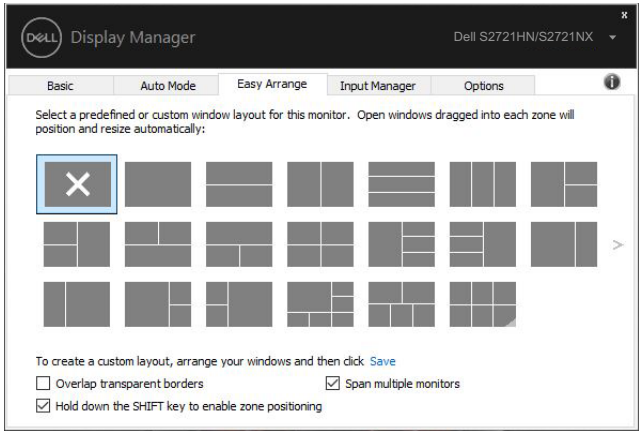 x
DELL Display Manager
Dell S2721HN/S2721NX
Basic Auto Mode Easy Arrange Input Manager Options
Select a predefined or custom window layout for this monitor. Open windows dragged into each zone will
position and resize automatically:
To create a custom layout, arrange your windows and then click Save
Overlap transparent borders Span multiple monitors
Hold down the SHIFT key to enable zone positioning